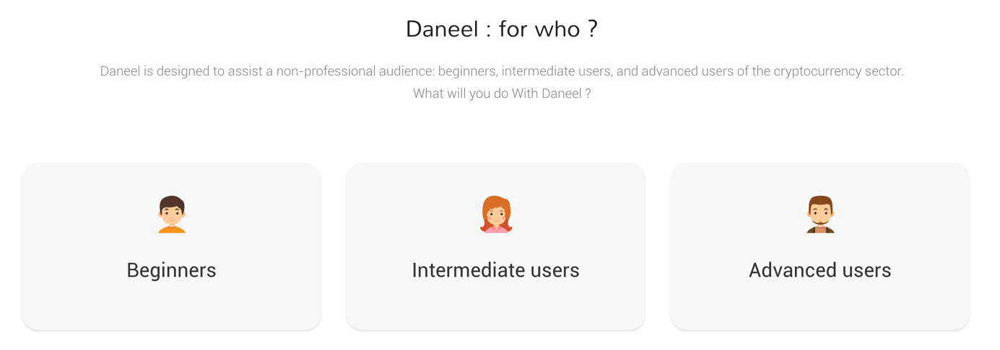 Daneel : for who ?
Daneel is designed to assist a non-professional audience: beginners, intermediate users, and advanced users of the cryptocurrency sector.
What will you do With Daneel ?
Beginners
Intermediate users
Advanced users